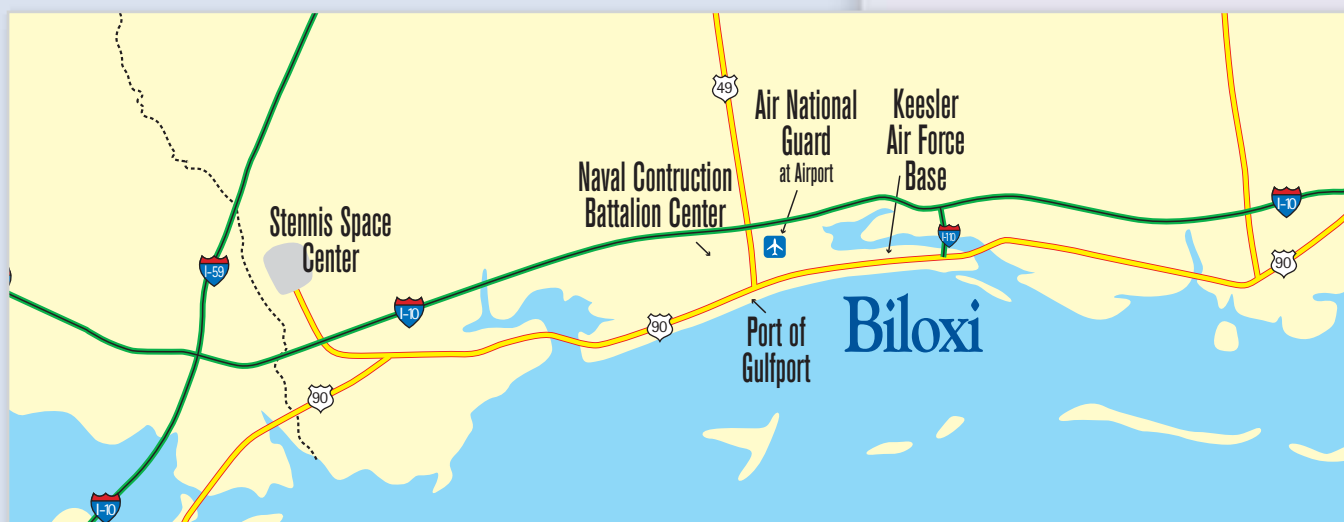 49
Air National
Guard
at Airport
Keesler
Air Force
Base
Naval Contruction
Battalion Center
Stennis Space
Center
I-10
I-10
90
I-59
I-10
90
Port of
Gulfport
Biloxi
90
I-10